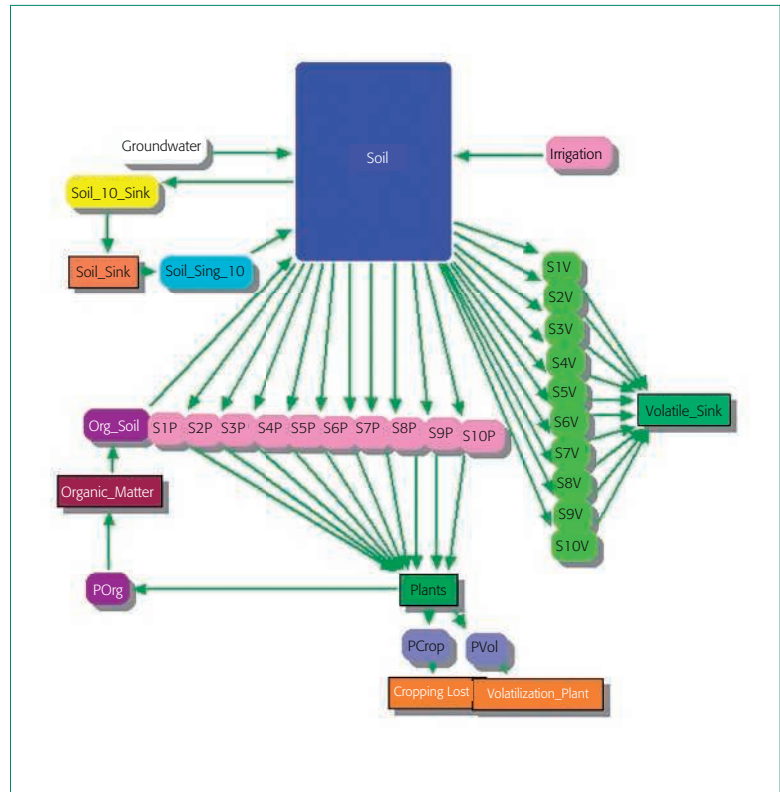 Groundwater
Soil
Irrigation
Soil_10_Sink
Soil_Sink
Soil_Sing_10
S1V
S2V
S3V
S4V
S5V
S6V
S7V
S8V
S9V
S10V
Volatile_Sink
Org_Soil
S1P
S2P
S3P
S4P
S5P
S6P
S7P
S8P
S9P
S10P
Organic_Matter
POrg
Plants
PCrop
PVol
Cropping Lost
Volatilization_Plant